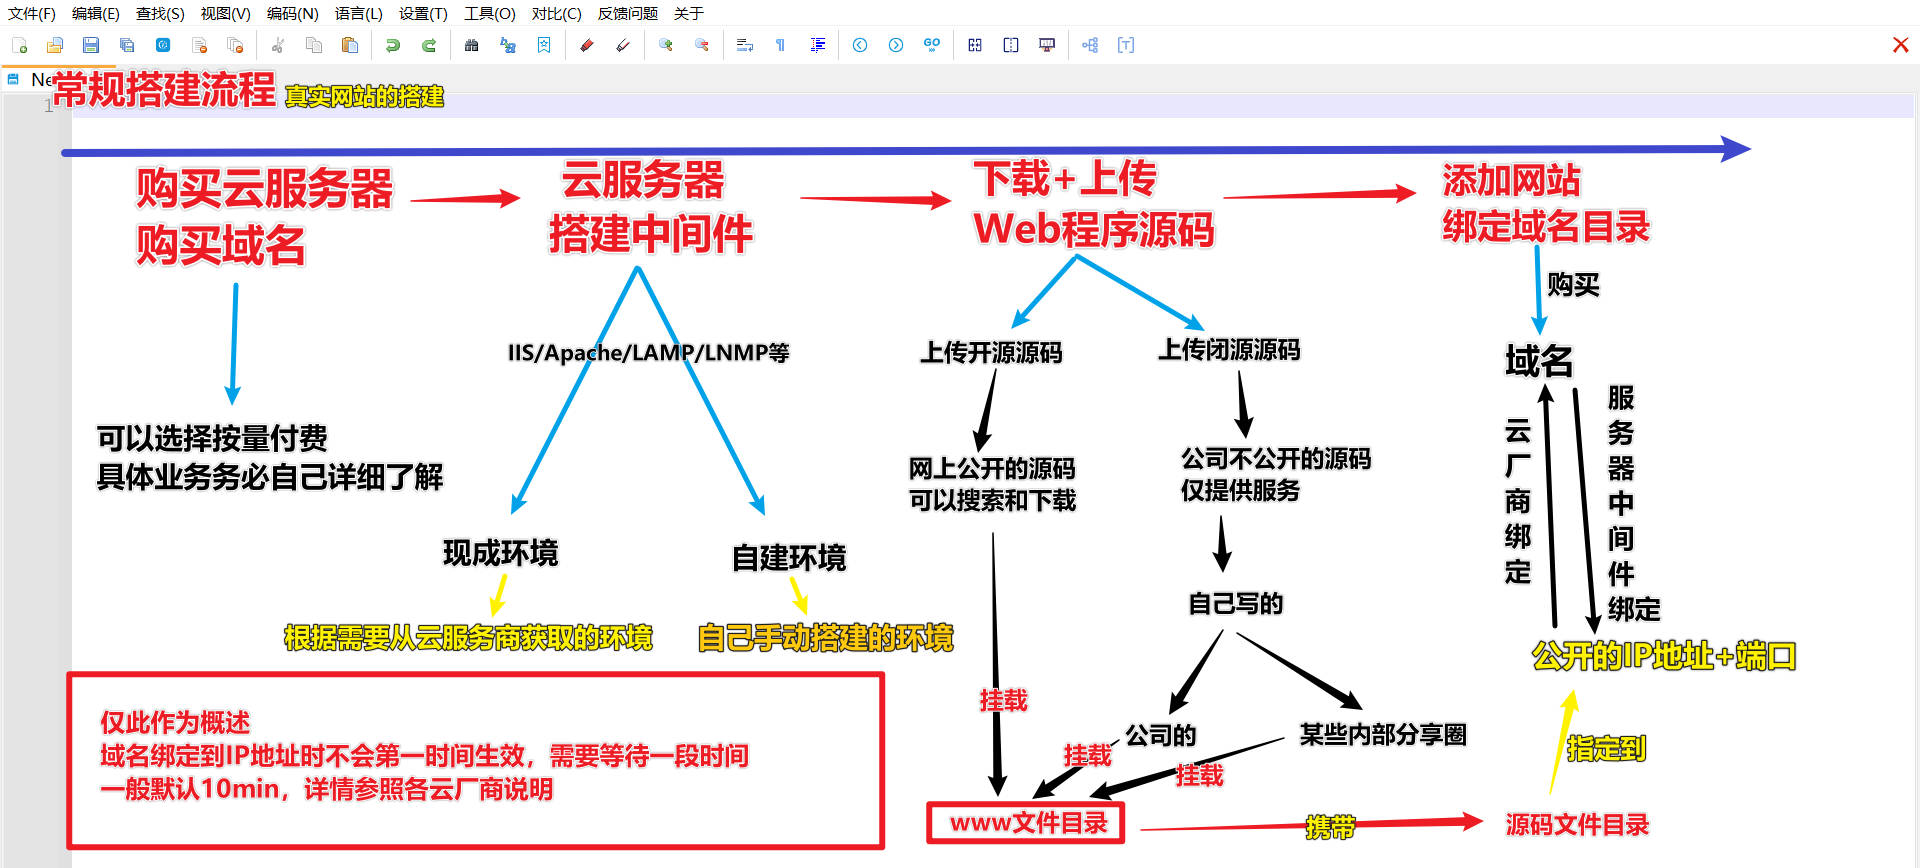 文件(F) 编辑(E) 查找(S) 视图(V) 编码(N) 语言(L) 设置(T) 工具(O) 对比(C) 反馈问题 关于
GO
Ne
常规搭建流程 真实网站的搭建
1
购买云服务器
购买域名
云服务器
搭建中间件
下载+上传
Web程序源码
添加网站
绑定域名目录
购买
IIS/Apache/LAMP/LNMP等
上传开源源码
上传闭源源码
域名
云厂商绑定
服务器中间件绑定
可以选择按量付费
具体业务务必自己详细了解
网上公开的源码
可以搜索和下载
公司不公开的源码
仅提供服务
现成环境
自建环境
自己写的
根据需要从云服务商获取的环境
自己手动搭建的环境
公开的IP地址+端口
挂载
公司的
某些内部分享圈
挂载
挂载
指定到
仅此作为概述
域名绑定到IP地址时不会第一时间生效，需要等待一段时间
一般默认10min，详情参照各云厂商说明
www文件目录
携带
源码文件目录